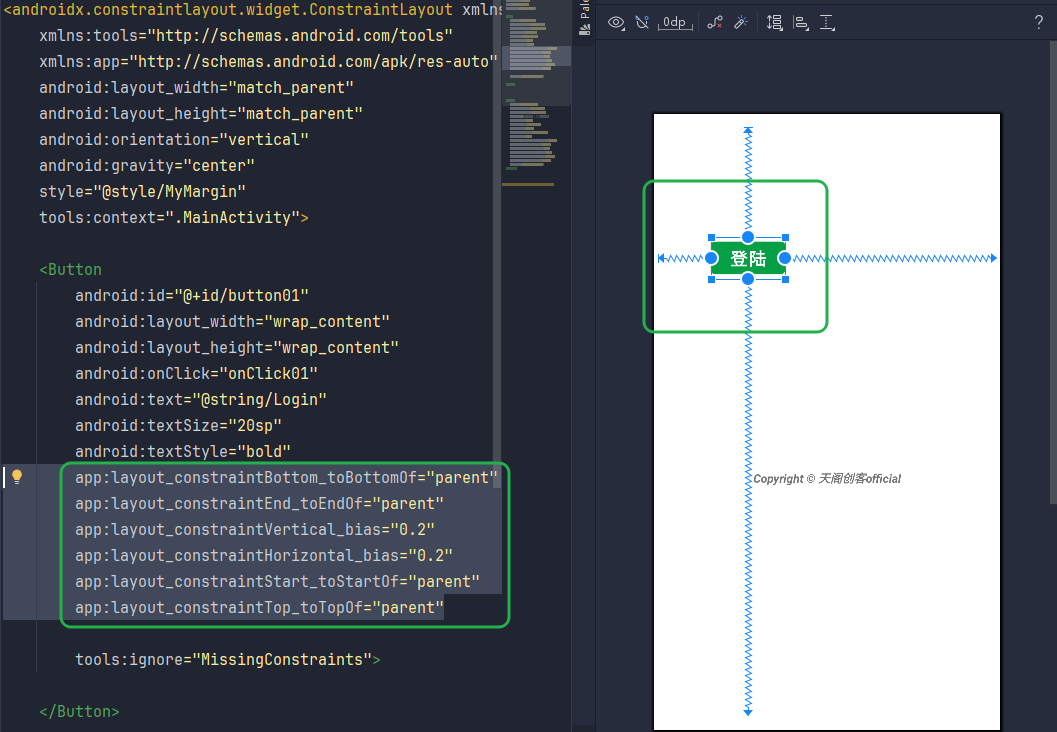 <androidx.constraintlayout.widget.ConstraintLayout xmlns
xmlns:tools="http://schemas.android.com/tools"
xmlns:app="http://schemas.android.com/apk/res-auto"
android:layout_width="match_parent"
android:layout_height="match_parent"
android:orientation="vertical"
android:gravity="center"
style="@style/MyMargin"
tools:context=".MainActivity">
<Button
android:id="@+id/button01"
android:layout_width="wrap_content"
android:layout_height="wrap_content"
android:onClick="onClick01"
android:text="@string/Login"
android:textSize="20sp"
android:textStyle="bold"
app:layout_constraintBottom_toBottomOf="parent"
app:layout_constraintEnd_toEndOf="parent"
app:layout_constraintVertical_bias="0.2"
app:layout_constraintHorizontal_bias="0.2"
app:layout_constraintStart_toStartOf="parent"
app:layout_constraintTop_toTopOf="parent"
tools:ignore="MissingConstraints">
</Button>
Pale
0dp
?
登陆
Copyright © 天阁创客official